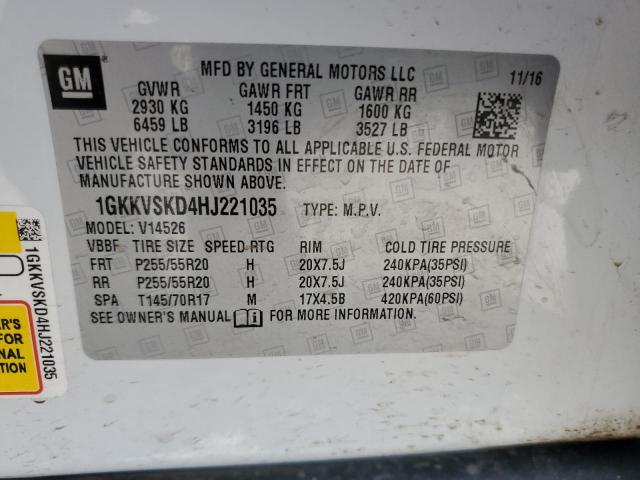 GM
MFD BY GENERAL MOTORS LLC 11/16
GVWR GAWR FRT GAWR RR
2930 KG 1450 KG 1600 KG
6459 LB 3196 LB 3527 LB
THIS VEHICLE CONFORMS TO ALL APPLICABLE U.S. FEDERAL MOTOR
VEHICLE SAFETY STANDARDS IN EFFECT ON THE DATE OF
MANUFACTURE SHOWN ABOVE.
1GKKVSKD4HJ221035 TYPE: M.P.V.
MODEL: V14526
VBBF TIRE SIZE SPEED RTG RIM COLD TIRE PRESSURE
FRT P255/55R20 H 20X7.5J 240KPA(35PSI)
RR P255/55R20 H 20X7.5J 240KPA(35PSI)
SPA T145/70R17 M 17X4.5B 420KPA(60PSI)
SEE OWNER'S MANUAL FOR MORE INFORMATION.
1GKKVSKD4HJ221035
FOR